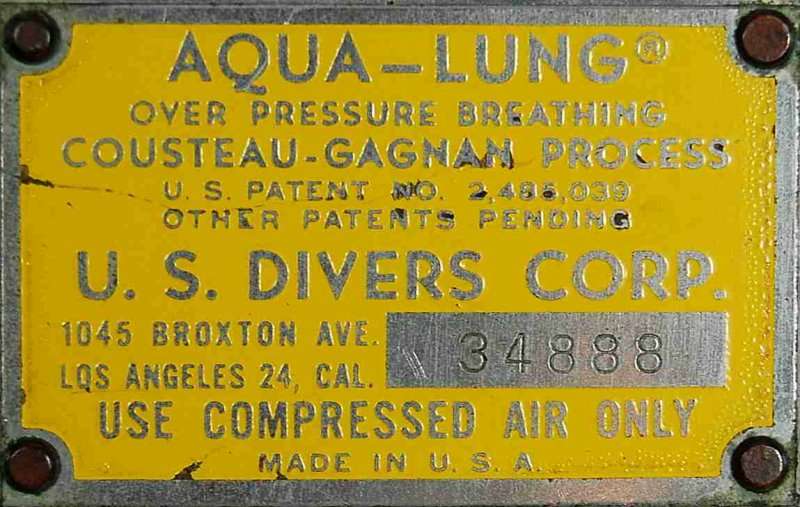 AQUA-LUNG®
OVER PRESSURE BREATHING
COUSTEAU-GAGNAN PROCESS
U. S. PATENT NO. 2,485,039
OTHER PATENTS PENDING
U. S. DIVERS CORP.
1045 BROXTON AVE.
LOS ANGELES 24, CAL.
34888
USE COMPRESSED AIR ONLY
MADE IN U. S. A.